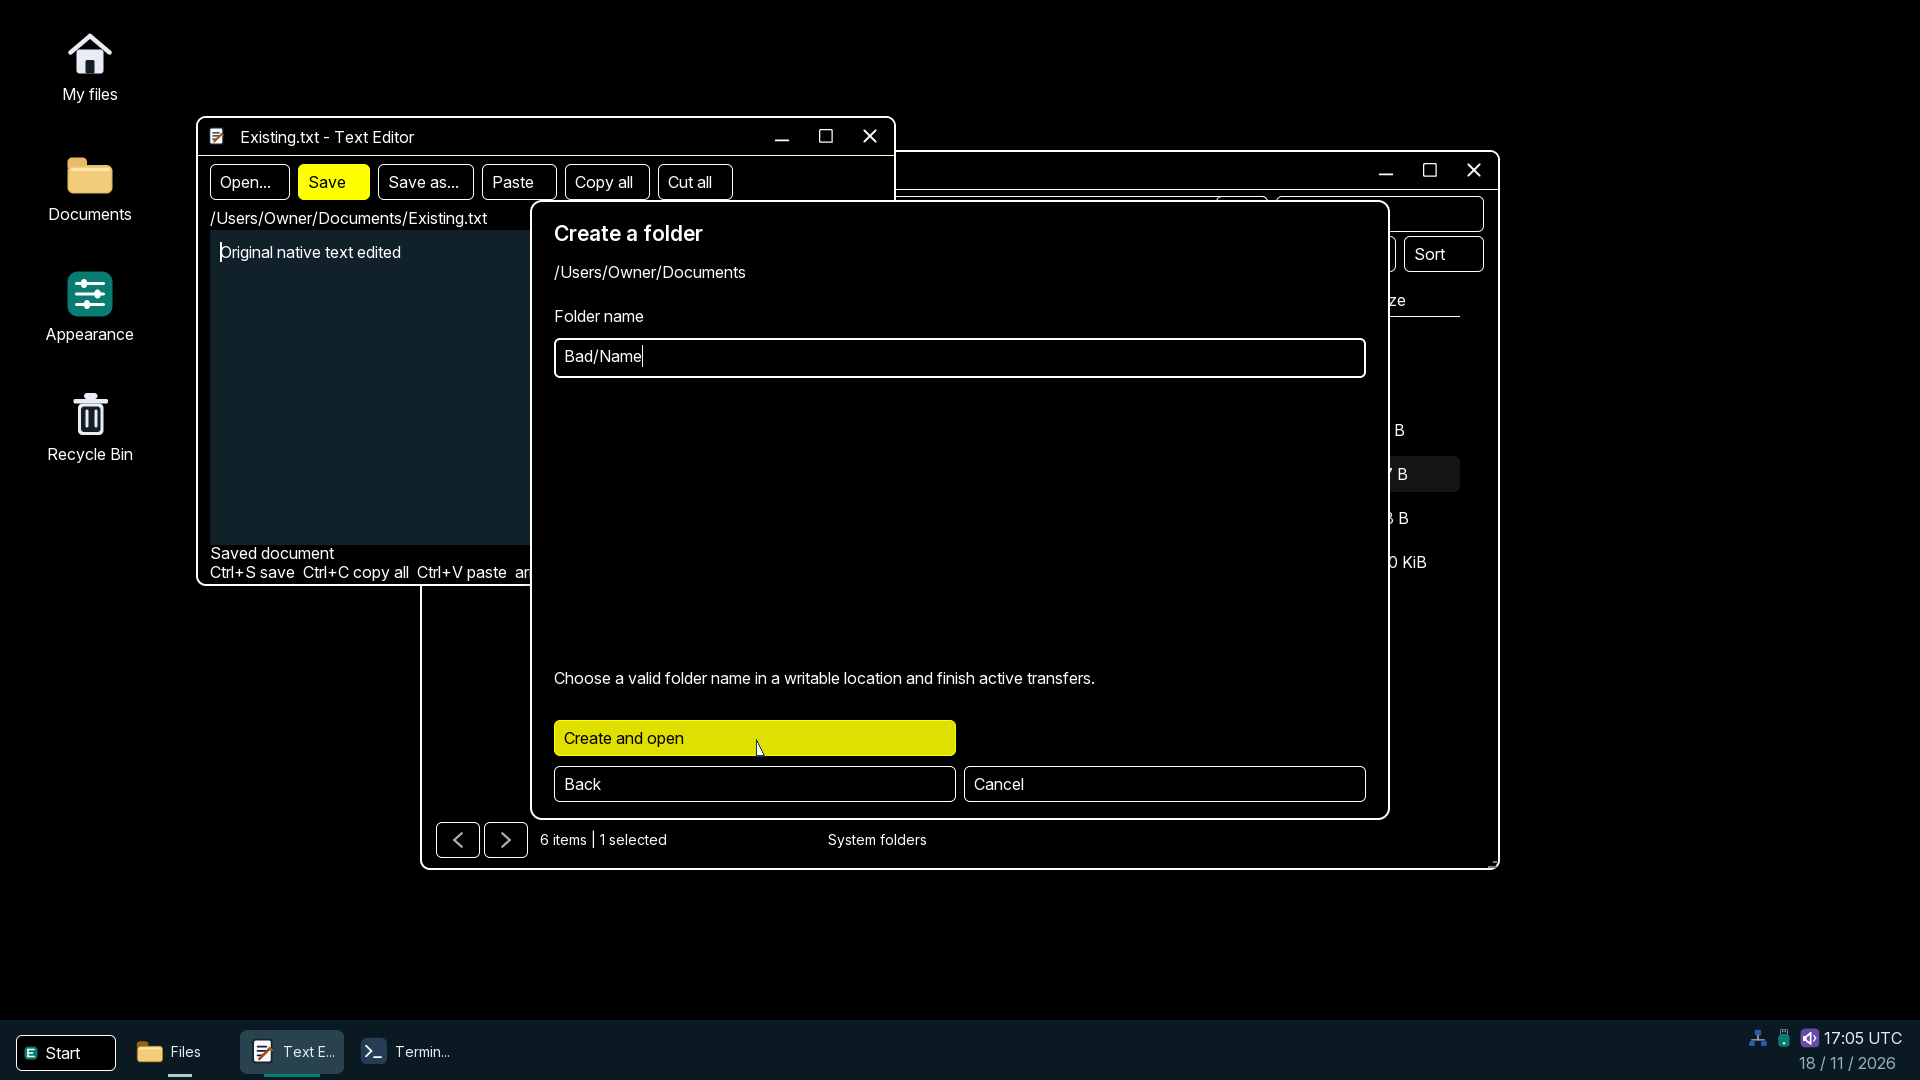 My files
Documents
Appearance
Recycle Bin
Existing.txt - Text Editor
Open... Save Save as... Paste Copy all Cut all
/Users/Owner/Documents/Existing.txt
Original native text edited
Saved document
Ctrl+S save Ctrl+C copy all Ctrl+V paste
Sort
B
B
B
KiB
Create a folder
/Users/Owner/Documents
Folder name
Bad/Name
Choose a valid folder name in a writable location and finish active transfers.
Create and open
Back Cancel
6 items | 1 selected System folders
Start Files Text E... Termin... 17:05 UTC
18 / 11 / 2026